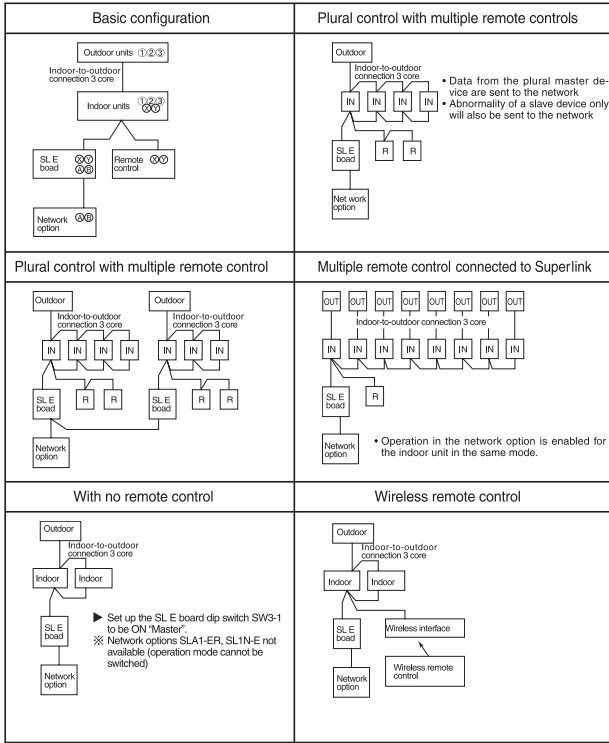 Basic configuration
Outdoor units ①②③
Indoor-to-outdoor
connection 3 core
Indoor units ①②③
ⓍⓎ
SL E ⓍⓎ
boad ⒶⒷ
Remote ⓍⓎ
control
Network ⒶⒷ
option
Plural control with multiple remote controls
Outdoor
Indoor-to-outdoor
connection 3 core
IN IN IN IN
SL E
boad
R R
Net work
option
• Data from the plural master de-
vice are sent to the network
• Abnormality of a slave device only
will also be sent to the network
Plural control with multiple remote control
Outdoor
Indoor-to-outdoor
connection 3 core
IN IN IN IN
SL E
boad
R R
Network
option
Outdoor
Indoor-to-outdoor
connection 3 core
IN IN IN IN
SL E
boad
R R
Multiple remote control connected to Superlink
OUT OUT OUT OUT OUT OUT OUT OUT
Indoor-to-outdoor connection 3 core
IN IN IN IN IN IN IN IN
SL E
boad
R
Network
option
• Operation in the network option is enabled for
the indoor unit in the same mode.
With no remote control
Outdoor
Indoor-to-outdoor
connection 3 core
Indoor Indoor
SL E
boad
Network
option
▶ Set up the SL E board dip switch SW3-1
to be ON “Master”.
※ Network options SLA1-ER, SL1N-E not
available (operation mode cannot be
switched)
Wireless remote control
Outdoor
Indoor-to-outdoor
connection 3 core
Indoor Indoor
SL E
boad
Wireless interface
Wireless remote
control
Network
option